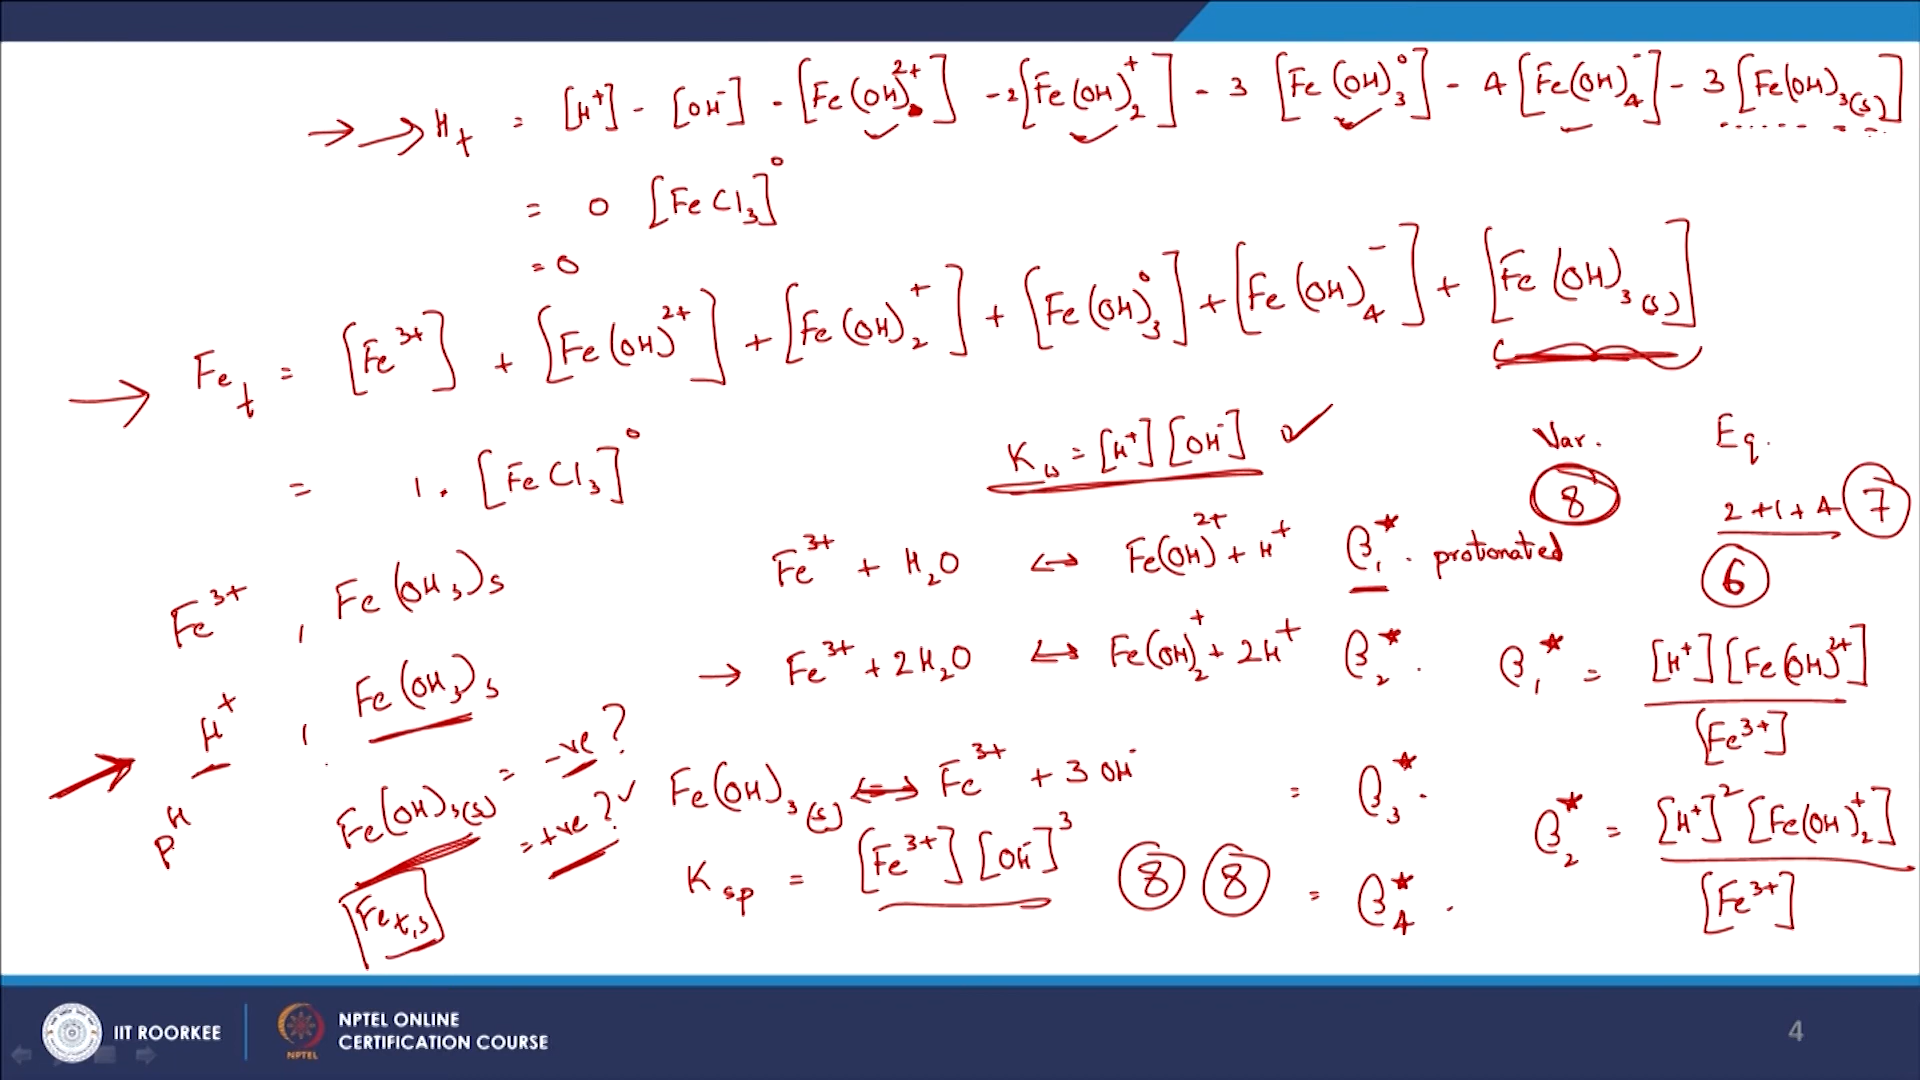 → → H_t = [H⁺] - [OH⁻] - [Fe(OH)²⁺] - 2[Fe(OH)₂⁺] - 3 [Fe(OH)₃⁰] - 4 [Fe(OH)₄⁻] - 3 [Fe(OH)₃(s)]
= 0 [FeCl₃]⁰
= 0
→ Fe_t = [Fe³⁺] + [Fe(OH)²⁺] + [Fe(OH)₂⁺] + [Fe(OH)₃⁰] + [Fe(OH)₄⁻] + [Fe(OH)₃(s)]
= 1 · [FeCl₃]⁰
K_w = [H⁺][OH⁻] ✓
Var. Eq.
8 2+1+4 7
6
Fe³⁺ + H₂O ↔ Fe(OH)²⁺ + H⁺ β₁* . protionated
Fe³⁺ , Fe(OH₃)s
→ Fe³⁺ + 2H₂O ↔ Fe(OH)₂⁺ + 2H⁺ β₂* .
β₁* = [H⁺][Fe(OH)²⁺] / [Fe³⁺]
→ H⁺ , Fe(OH₃)s
pH
Fe(OH)₃(s) = -ve ?
= +ve ? ✓
Fe_t,s
Fe(OH)₃(s) ↔ Fe³⁺ + 3OH⁻
K_sp = [Fe³⁺][OH⁻]³ 8 8
= β₃* .
= β₄* .
β₂* = [H⁺]²[Fe(OH)₂⁺] / [Fe³⁺]
IIT ROORKEE
NPTEL
NPTEL ONLINE
CERTIFICATION COURSE
4